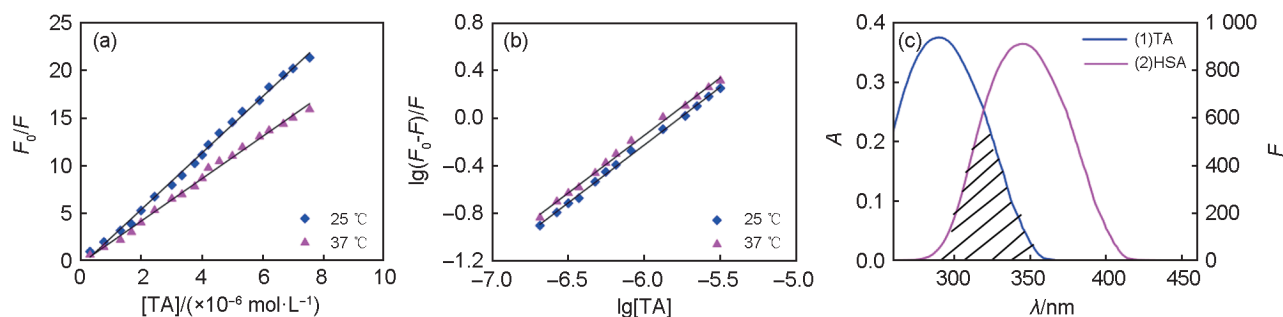 (a)
25
20
15
10
5
0
F₀/F
0 2 4 6 8 10
[TA]/(×10⁻⁶ mol·L⁻¹)
25 ℃
37 ℃
(b)
0.4
0.0
−0.4
−0.8
−1.2
lg(F₀-F)/F
−7.0 −6.5 −6.0 −5.5 −5.0
lg[TA]
25 ℃
37 ℃
(c)
(1)TA
(2)HSA
0.4
0.3
0.2
0.1
0.0
A
1 000
800
600
400
200
0
F
300 350 400 450
λ/nm